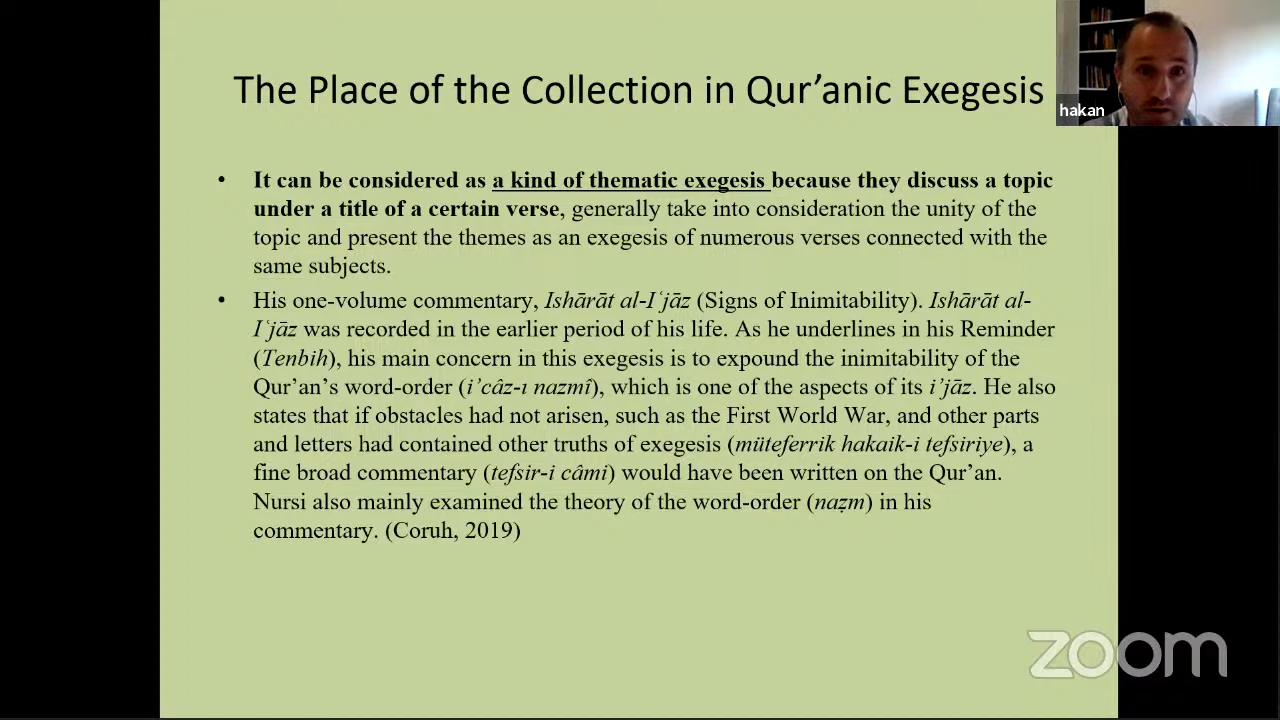 The Place of the Collection in Qur’anic Exegesis
hakan
• It can be considered as a kind of thematic exegesis because they discuss a topic
under a title of a certain verse, generally take into consideration the unity of the
topic and present the themes as an exegesis of numerous verses connected with the
same subjects.
• His one-volume commentary, Ishārāt al-Iʿjāz (Signs of Inimitability). Ishārāt al-
Iʿjāz was recorded in the earlier period of his life. As he underlines in his Reminder
(Tenbih), his main concern in this exegesis is to expound the inimitability of the
Qur’an’s word-order (i’câz-ı nazmî), which is one of the aspects of its i’jāz. He also
states that if obstacles had not arisen, such as the First World War, and other parts
and letters had contained other truths of exegesis (müteferrik hakaik-i tefsiriye), a
fine broad commentary (tefsir-i câmi) would have been written on the Qur’an.
Nursi also mainly examined the theory of the word-order (naẓm) in his
commentary. (Coruh, 2019)
zoom